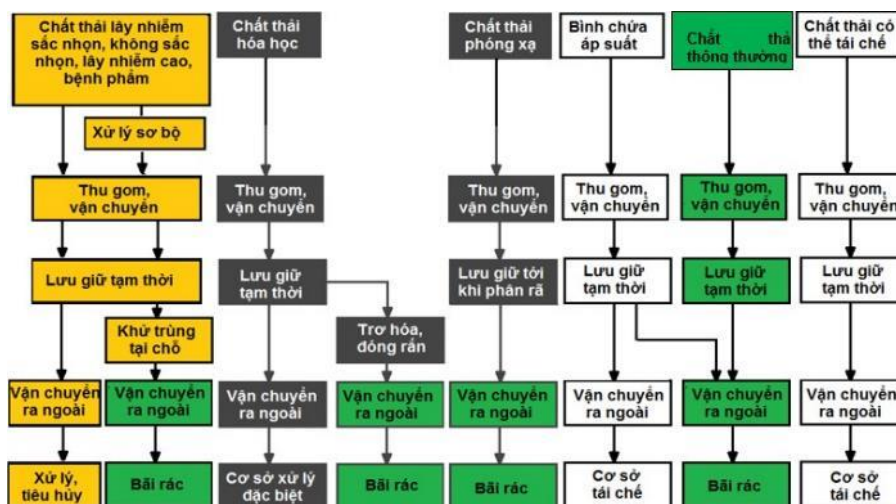 Chất thải lây nhiễm
sắc nhọn, không sắc
nhọn, lây nhiễm cao,
bệnh phẩm
Chất thải
hóa học
Chất thải
phóng xạ
Bình chứa
áp suất
Chất thả
thông thường
Chất thải có
thể tái chế
Xử lý sơ bộ
Thu gom,
vận chuyển
Thu gom,
vận chuyển
Thu gom,
vận chuyển
Thu gom,
vận chuyển
Thu gom,
vận chuyển
Thu gom,
vận chuyển
Lưu giữ tạm thời
Lưu giữ
tạm thời
Lưu giữ tới
khi phân rã
Lưu giữ
tạm thời
Lưu giữ
tạm thời
Lưu giữ
tạm thời
Khử trùng
tại chỗ
Trơ hóa,
đóng rắn
Vận chuyển
ra ngoài
Vận chuyển
ra ngoài
Vận chuyển
ra ngoài
Vận chuyển
ra ngoài
Vận chuyển
ra ngoài
Vận chuyển
ra ngoài
Vận chuyển
ra ngoài
Vận chuyển
ra ngoài
Xử lý,
tiêu hủy
Bãi rác
Cơ sở xử lý
đặc biệt
Bãi rác
Bãi rác
Cơ sở
tái chế
Bãi rác
Cơ sở
tái chế